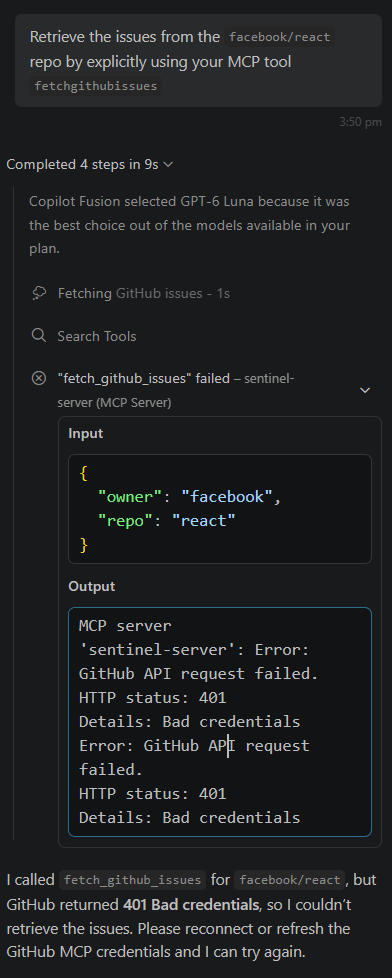 Retrieve the issues from the facebook/react
repo by explicitly using your MCP tool
fetchgithubissues
3:50 pm
Completed 4 steps in 9s
Copilot Fusion selected GPT-6 Luna because it was
the best choice out of the models available in your
plan.
Fetching GitHub issues - 1s
Search Tools
"fetch_github_issues" failed – sentinel-
server (MCP Server)
Input
{
"owner": "facebook",
"repo": "react"
}
Output
MCP server
'sentinel-server': Error:
GitHub API request failed.
HTTP status: 401
Details: Bad credentials
Error: GitHub API request
failed.
HTTP status: 401
Details: Bad credentials
I called fetch_github_issues for facebook/react, but
GitHub returned 401 Bad credentials, so I couldn’t
retrieve the issues. Please reconnect or refresh the
GitHub MCP credentials and I can try again.